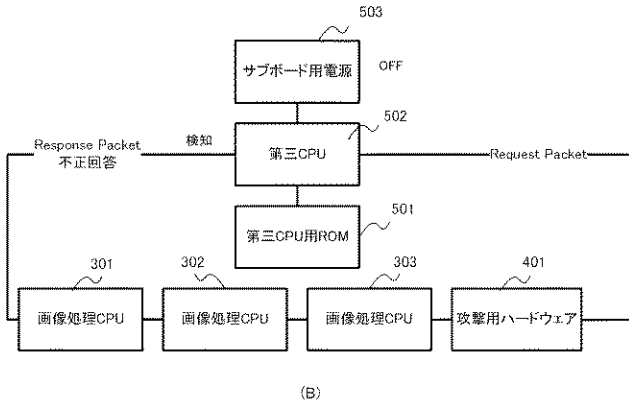 503
サブボード用電源
OFF
502
Response Packet
不正回答
検知
第三CPU
Request Packet
501
第三CPU用ROM
301
302
303
401
画像処理CPU
画像処理CPU
画像処理CPU
攻撃用ハードウェア
(B)